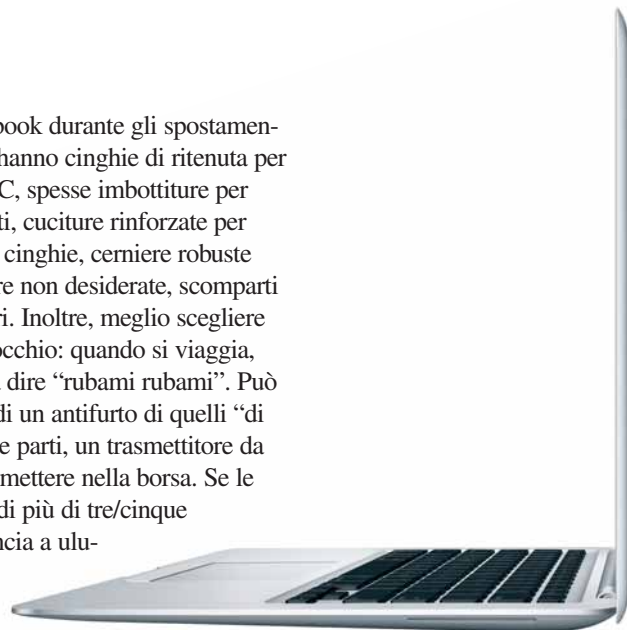 book durante gli spostamen-
hanno cinghie di ritenuta per
C, spesse imbottiture per
ti, cuciture rinforzate per
cinghie, cerniere robuste
re non desiderate, scomparti
ri. Inoltre, meglio scegliere
occhio: quando si viaggia,
dire “rubami rubami”. Può
di un antifurto di quelli “di
e parti, un trasmettitore da
mettere nella borsa. Se le
di più di tre/cinque
ncia a ulu-